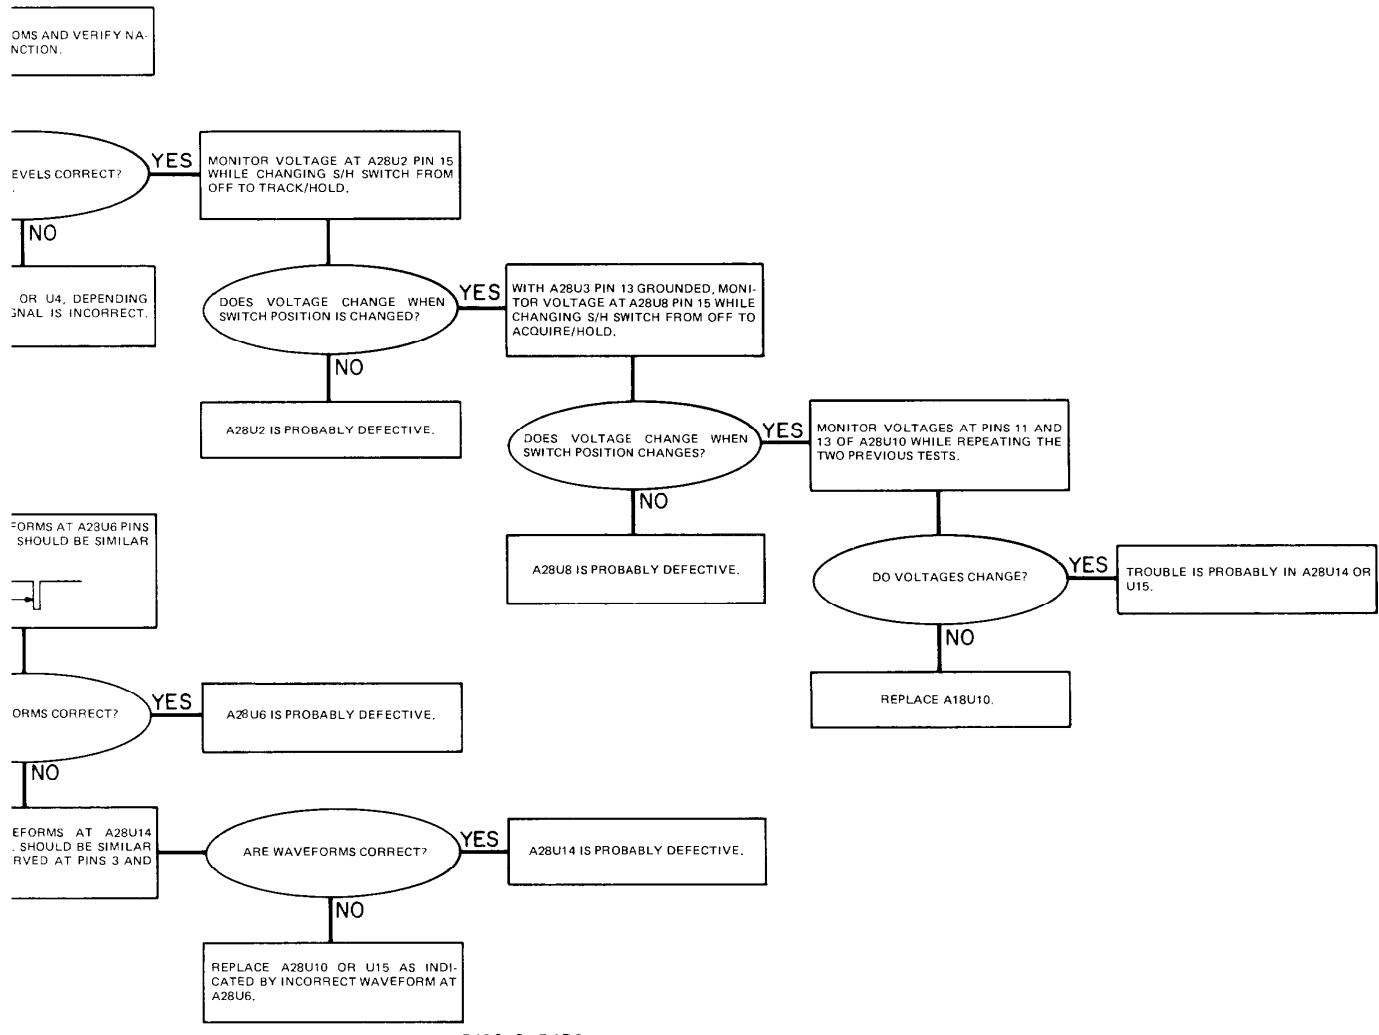 OMS AND VERIFY NA-
NCTION.
EVELS CORRECT?
.
YES
MONITOR VOLTAGE AT A28U2 PIN 15
WHILE CHANGING S/H SWITCH FROM
OFF TO TRACK/HOLD.
NO
OR U4, DEPENDING
GNAL IS INCORRECT.
DOES VOLTAGE CHANGE WHEN
SWITCH POSITION IS CHANGED?
YES
WITH A28U3 PIN 13 GROUNDED, MONI-
TOR VOLTAGE AT A28U8 PIN 15 WHILE
CHANGING S/H SWITCH FROM OFF TO
ACQUIRE/HOLD.
NO
A28U2 IS PROBABLY DEFECTIVE.
DOES VOLTAGE CHANGE WHEN
SWITCH POSITION CHANGES?
YES
MONITOR VOLTAGES AT PINS 11 AND
13 OF A28U10 WHILE REPEATING THE
TWO PREVIOUS TESTS.
NO
A28U8 IS PROBABLY DEFECTIVE.
DO VOLTAGES CHANGE?
YES
TROUBLE IS PROBABLY IN A28U14 OR
U15.
NO
REPLACE A18U10.
FORMS AT A28U6 PINS
SHOULD BE SIMILAR
ORMS CORRECT?
YES
A28U6 IS PROBABLY DEFECTIVE.
NO
EFORMS AT A28U14
. SHOULD BE SIMILAR
RVED AT PINS 3 AND
ARE WAVEFORMS CORRECT?
YES
A28U14 IS PROBABLY DEFECTIVE.
NO
REPLACE A28U10 OR U15 AS INDI-
CATED BY INCORRECT WAVEFORM AT
A28U6.